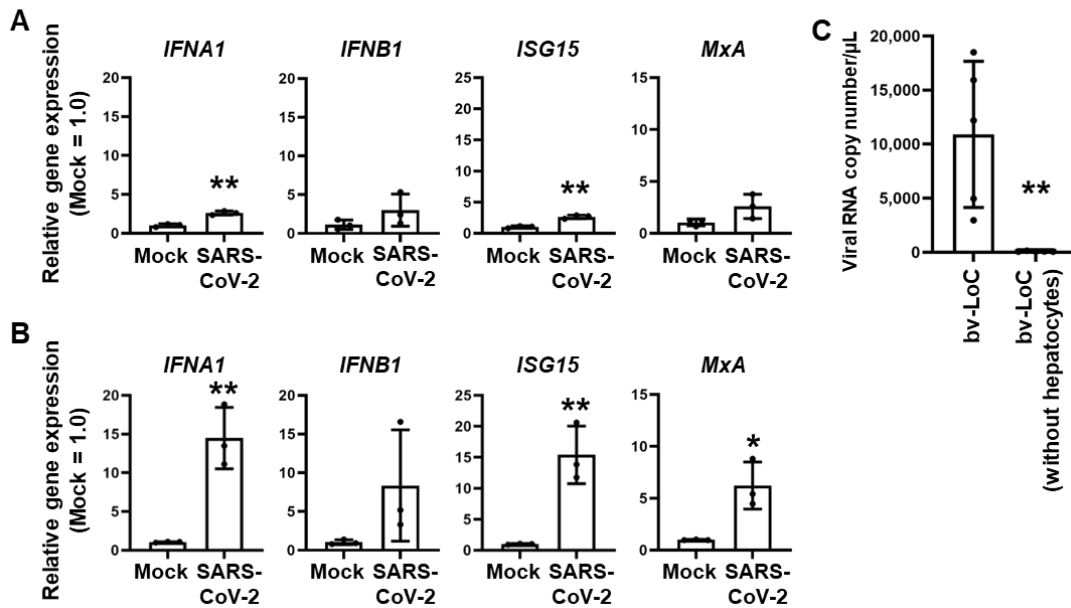 A
Relative gene expression
(Mock = 1.0)
IFNA1
20
15
10
5
0
**
Mock SARS-
CoV-2
IFNB1
20
15
10
5
0
Mock SARS-
CoV-2
ISG15
25
20
15
10
5
0
**
Mock SARS-
CoV-2
MxA
15
10
5
0
Mock SARS-
CoV-2
B
Relative gene expression
(Mock = 1.0)
IFNA1
20
15
10
5
0
**
Mock SARS-
CoV-2
IFNB1
20
15
10
5
0
Mock SARS-
CoV-2
ISG15
25
20
15
10
5
0
**
Mock SARS-
CoV-2
MxA
15
10
5
0
*
Mock SARS-
CoV-2
C
Viral RNA copy number/µL
20,000
15,000
10,000
5,000
0
**
bv-LoC
bv-LoC
(without hepatocytes)